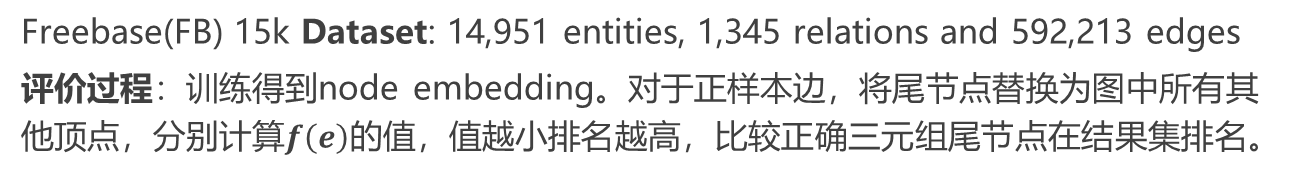 Freebase(FB) 15k Dataset: 14,951 entities, 1,345 relations and 592,213 edges
评价过程：训练得到node embedding。对于正样本边，将尾节点替换为图中所有其
他顶点，分别计算f(e)的值，值越小排名越高，比较正确三元组尾节点在结果集排名。